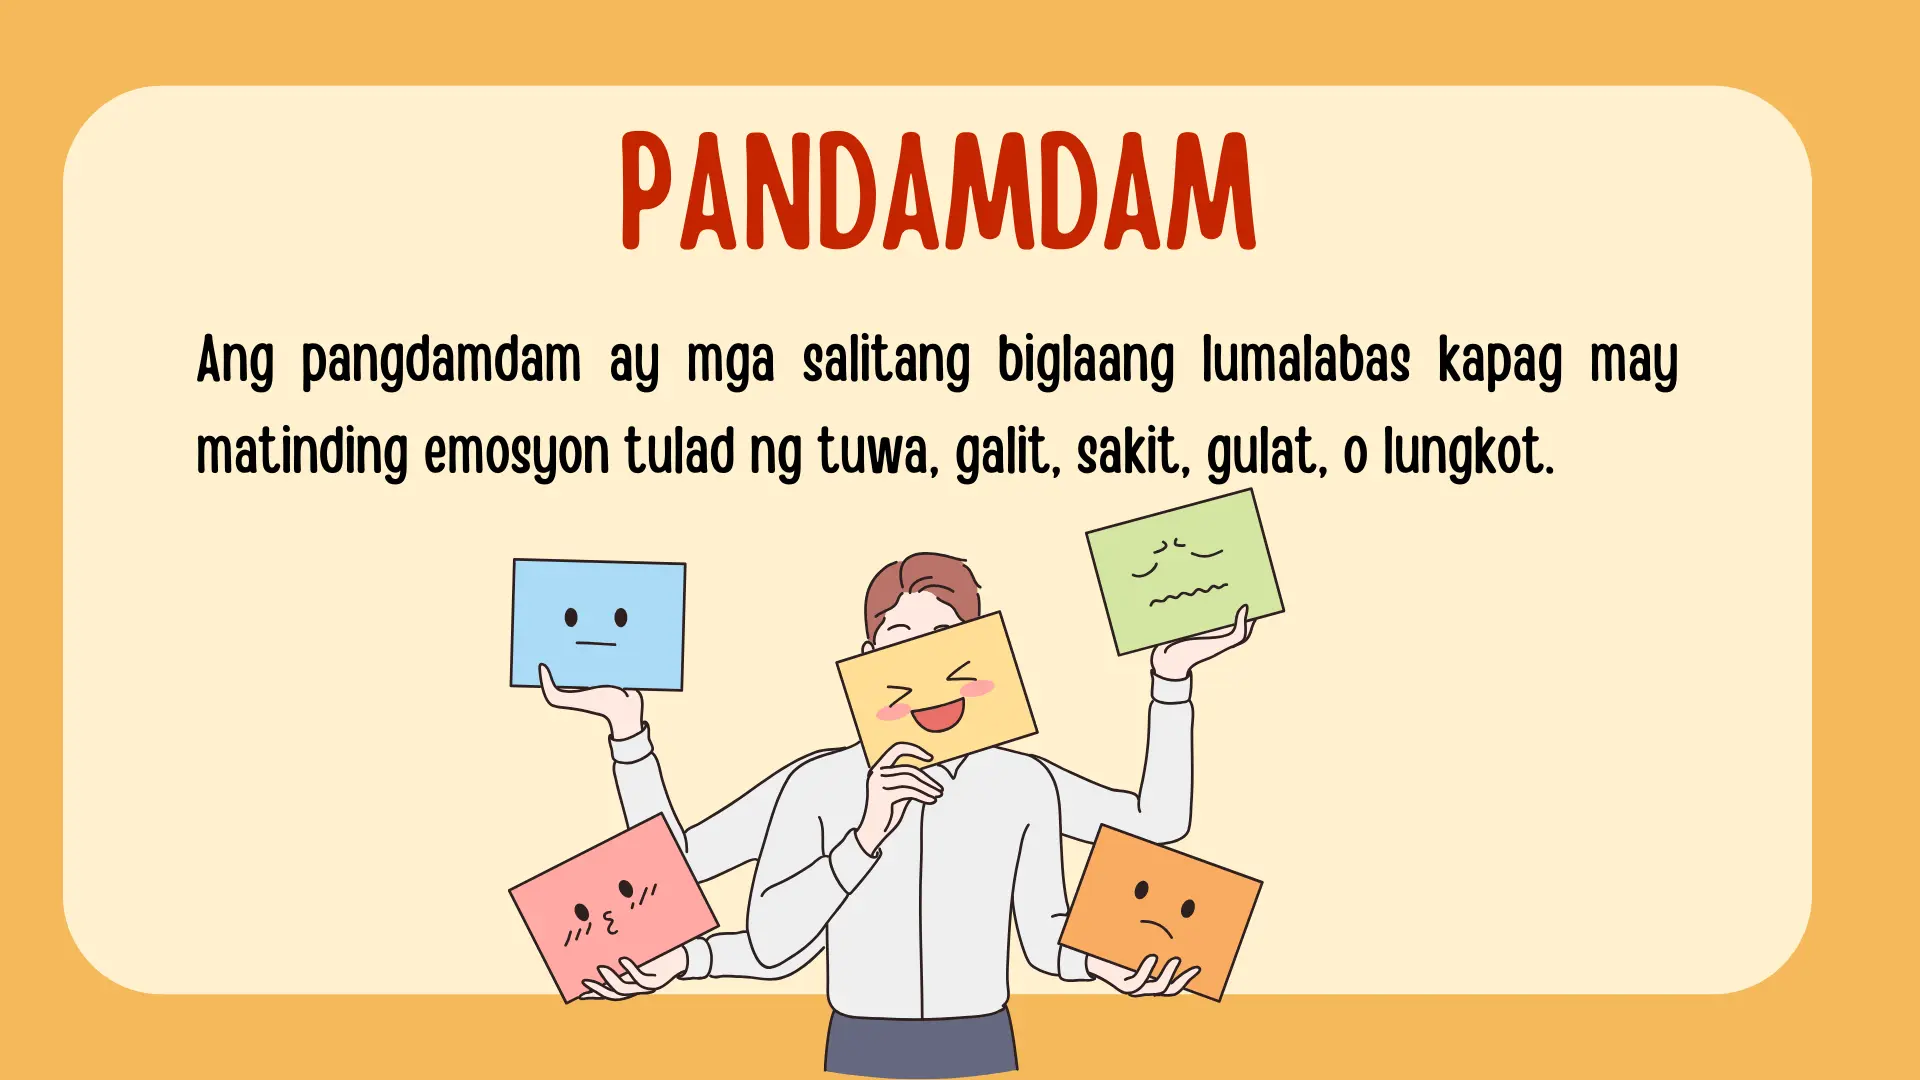 PANDAMDAM
Ang pangdamdam ay mga salitang biglaang lumalabas kapag may
matinding emosyon tulad ng tuwa, galit, sakit, gulat, o lungkot.